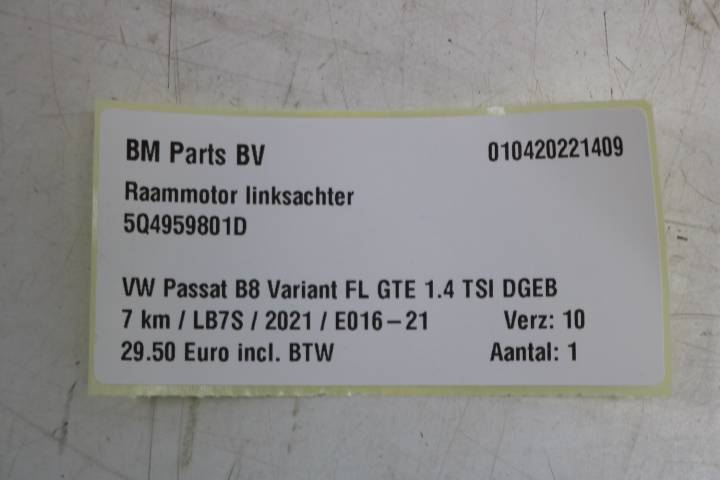 BM Parts BV 010420221409
Raammotor linksachter
5Q4959801D
VW Passat B8 Variant FL GTE 1.4 TSI DGEB
7 km / LB7S / 2021 / E016-21 Verz: 10
29.50 Euro incl. BTW Aantal: 1